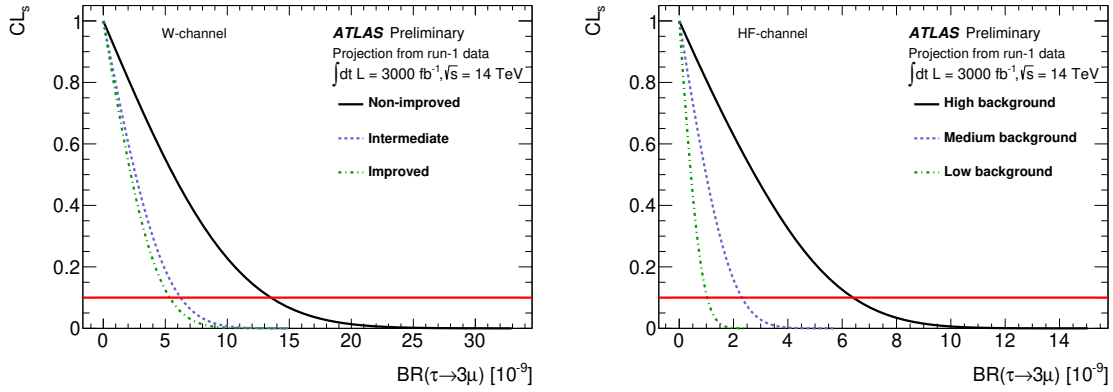 CLs
1
0.8
0.6
0.4
0.2
0
W-channel
ATLAS Preliminary
Projection from run-1 data
∫dt L = 3000 fb⁻¹,√s = 14 TeV
Non-improved
Intermediate
Improved
0 5 10 15 20 25 30
BR(τ→3μ) [10⁻⁹]
CLs
1
0.8
0.6
0.4
0.2
0
HF-channel
ATLAS Preliminary
Projection from run-1 data
∫dt L = 3000 fb⁻¹,√s = 14 TeV
High background
Medium background
Low background
0 2 4 6 8 10 12 14
BR(τ→3μ) [10⁻⁹]